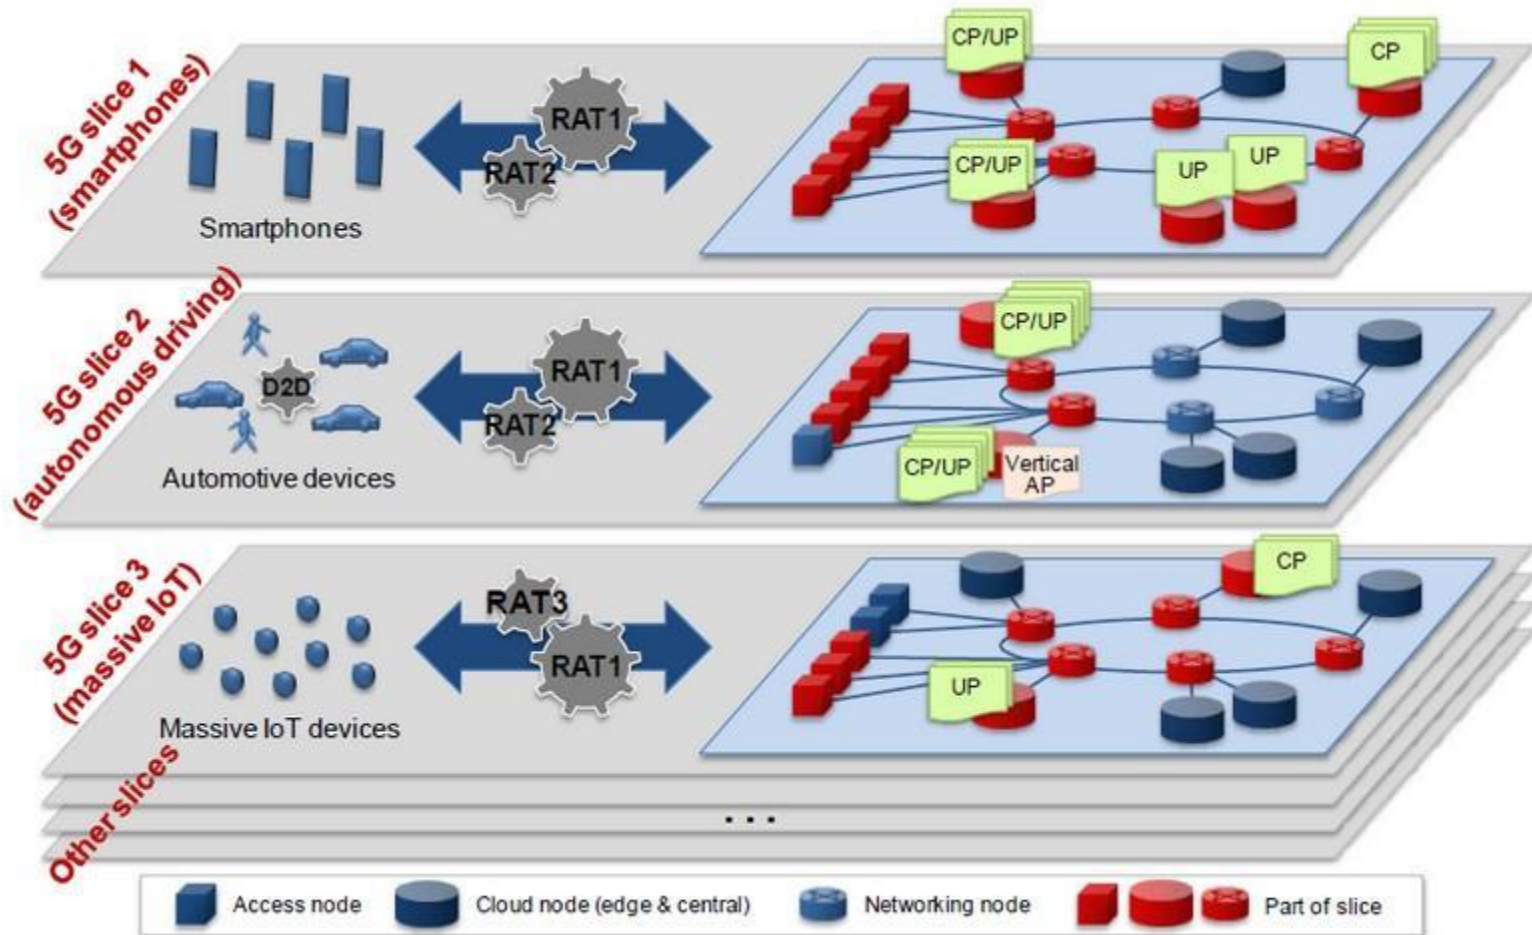 5G slice 1
(smartphones)
Smartphones
RAT1
RAT2
CP/UP
CP/UP
CP
UP
UP
5G slice 2
(autonomous driving)
D2D
Automotive devices
RAT1
RAT2
CP/UP
CP/UP
Vertical
AP
5G slice 3
(massive IoT)
Massive IoT devices
RAT3
RAT1
CP
UP
Other slices
...
Access node
Cloud node (edge & central)
Networking node
Part of slice